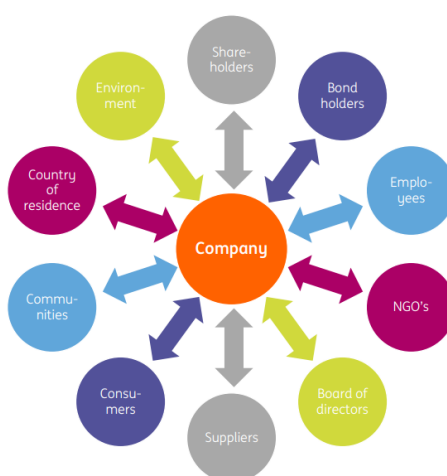 Share-
holders
Bond
holders
Emplo-
yees
NGO's
Board of
directors
Suppliers
Consu-
mers
Commu-
nities
Country
of
residence
Environ-
ment
Company